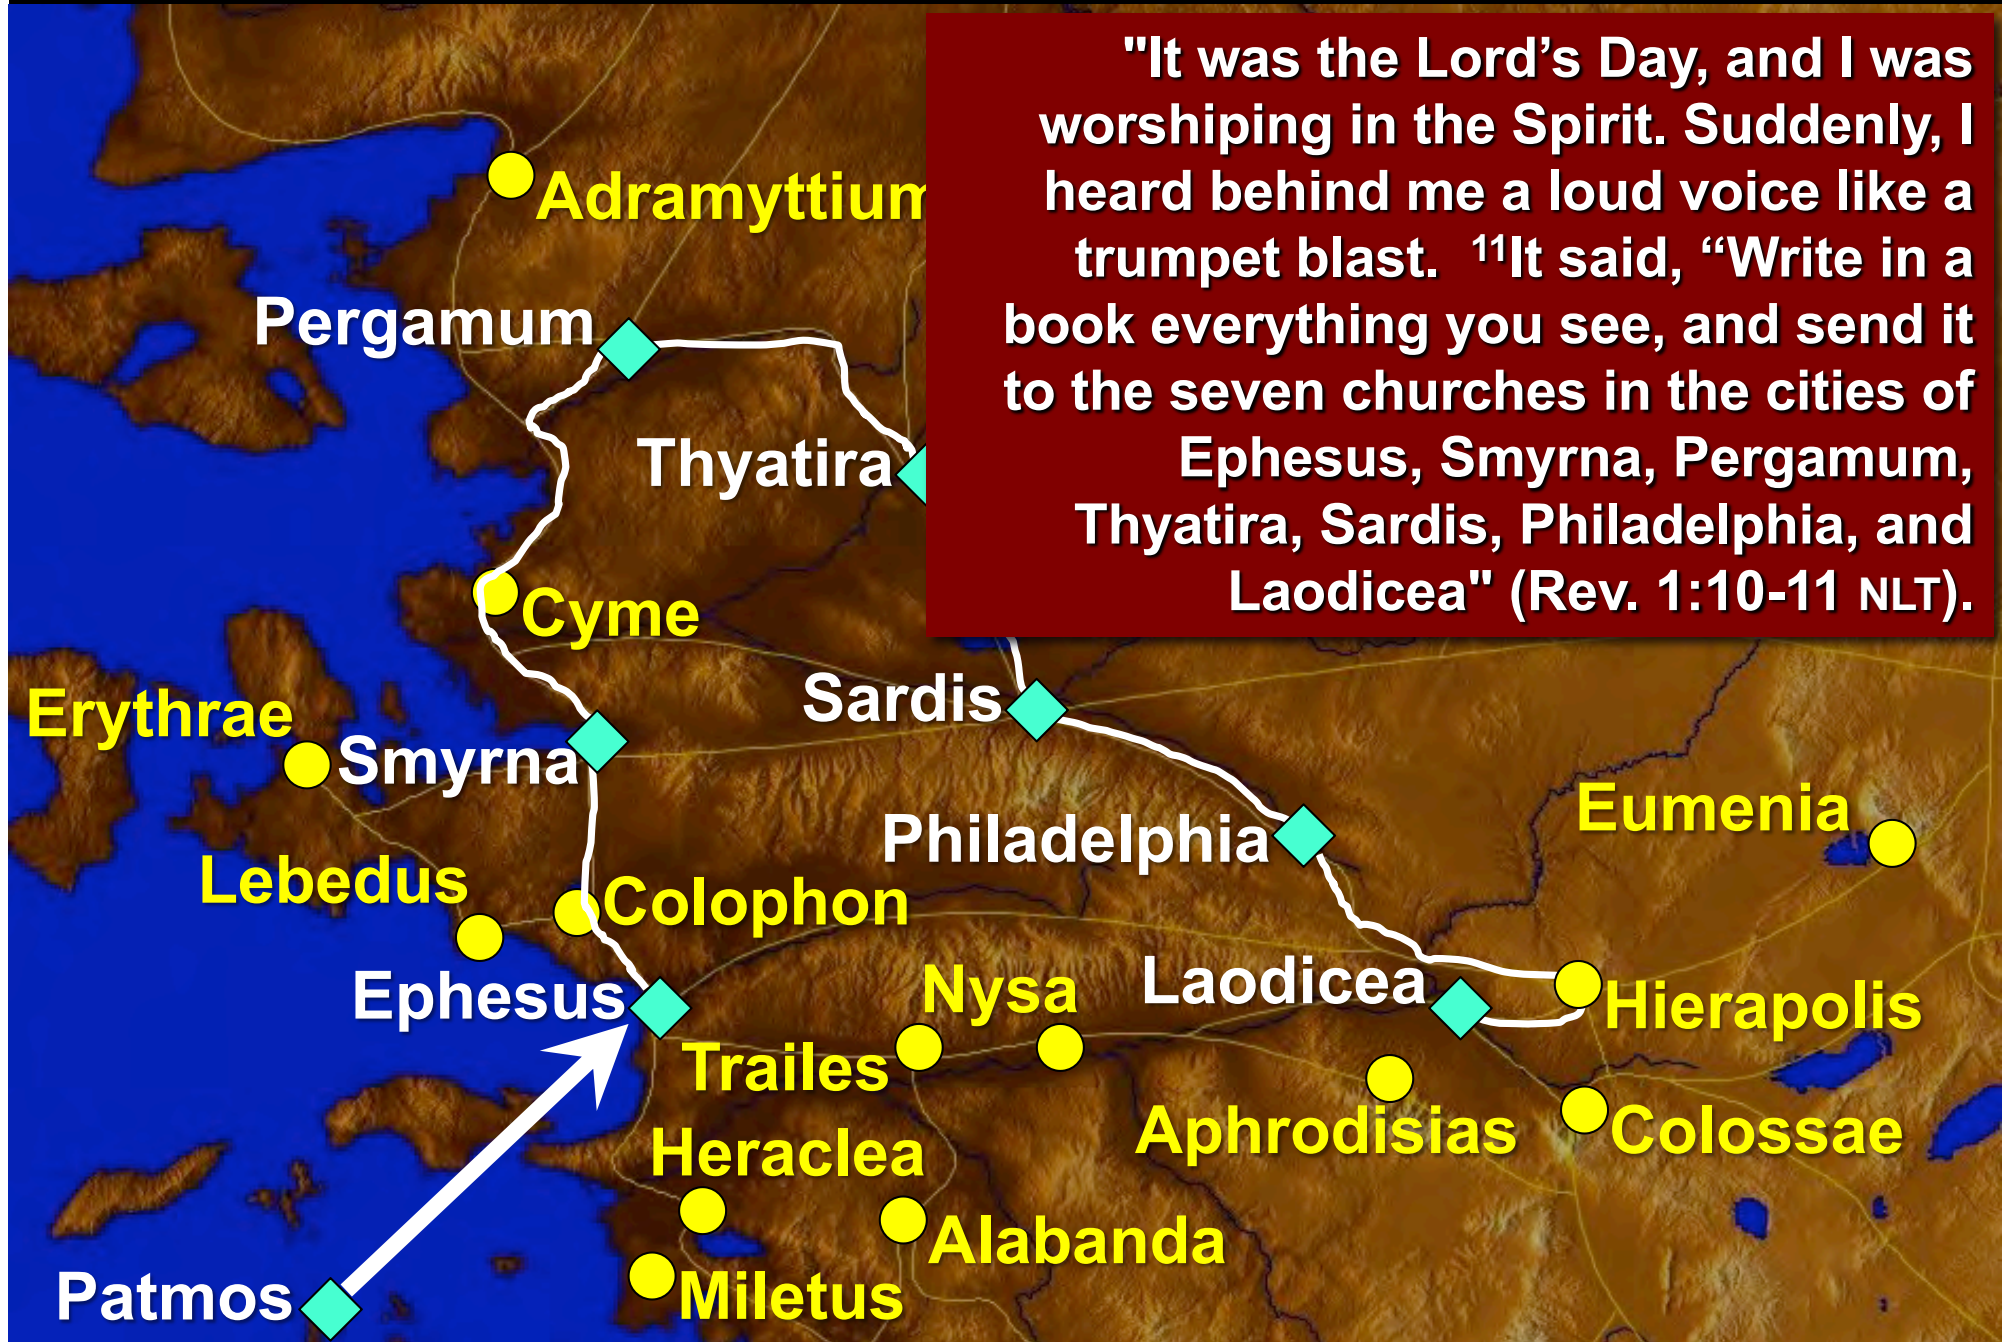 "It was the Lord’s Day, and I was
worshiping in the Spirit. Suddenly, I
heard behind me a loud voice like a
trumpet blast. ¹¹It said, “Write in a
book everything you see, and send it
to the seven churches in the cities of
Ephesus, Smyrna, Pergamum,
Thyatira, Sardis, Philadelphia, and
Laodicea" (Rev. 1:10-11 NLT).
Adramyttium
Pergamum
Thyatira
Cyme
Sardis
Erythrae
Smyrna
Philadelphia
Eumenia
Lebedus
Colophon
Ephesus
Nysa
Laodicea
Hierapolis
Trailes
Aphrodisias
Colossae
Heraclea
Alabanda
Miletus
Patmos